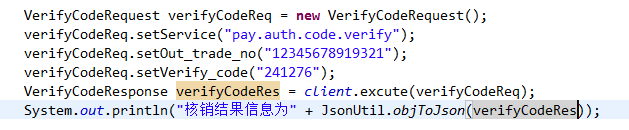 VerifyCodeRequest verifyCodeReq = new VerifyCodeRequest();
verifyCodeReq.setService("pay.auth.code.verify");
verifyCodeReq.setOut_trade_no("12345678919321");
verifyCodeReq.setVerify_code("241276");
VerifyCodeResponse verifyCodeRes = client.excute(verifyCodeReq);
System.out.println("核销结果信息为" + JsonUtil.objToJson(verifyCodeRes));